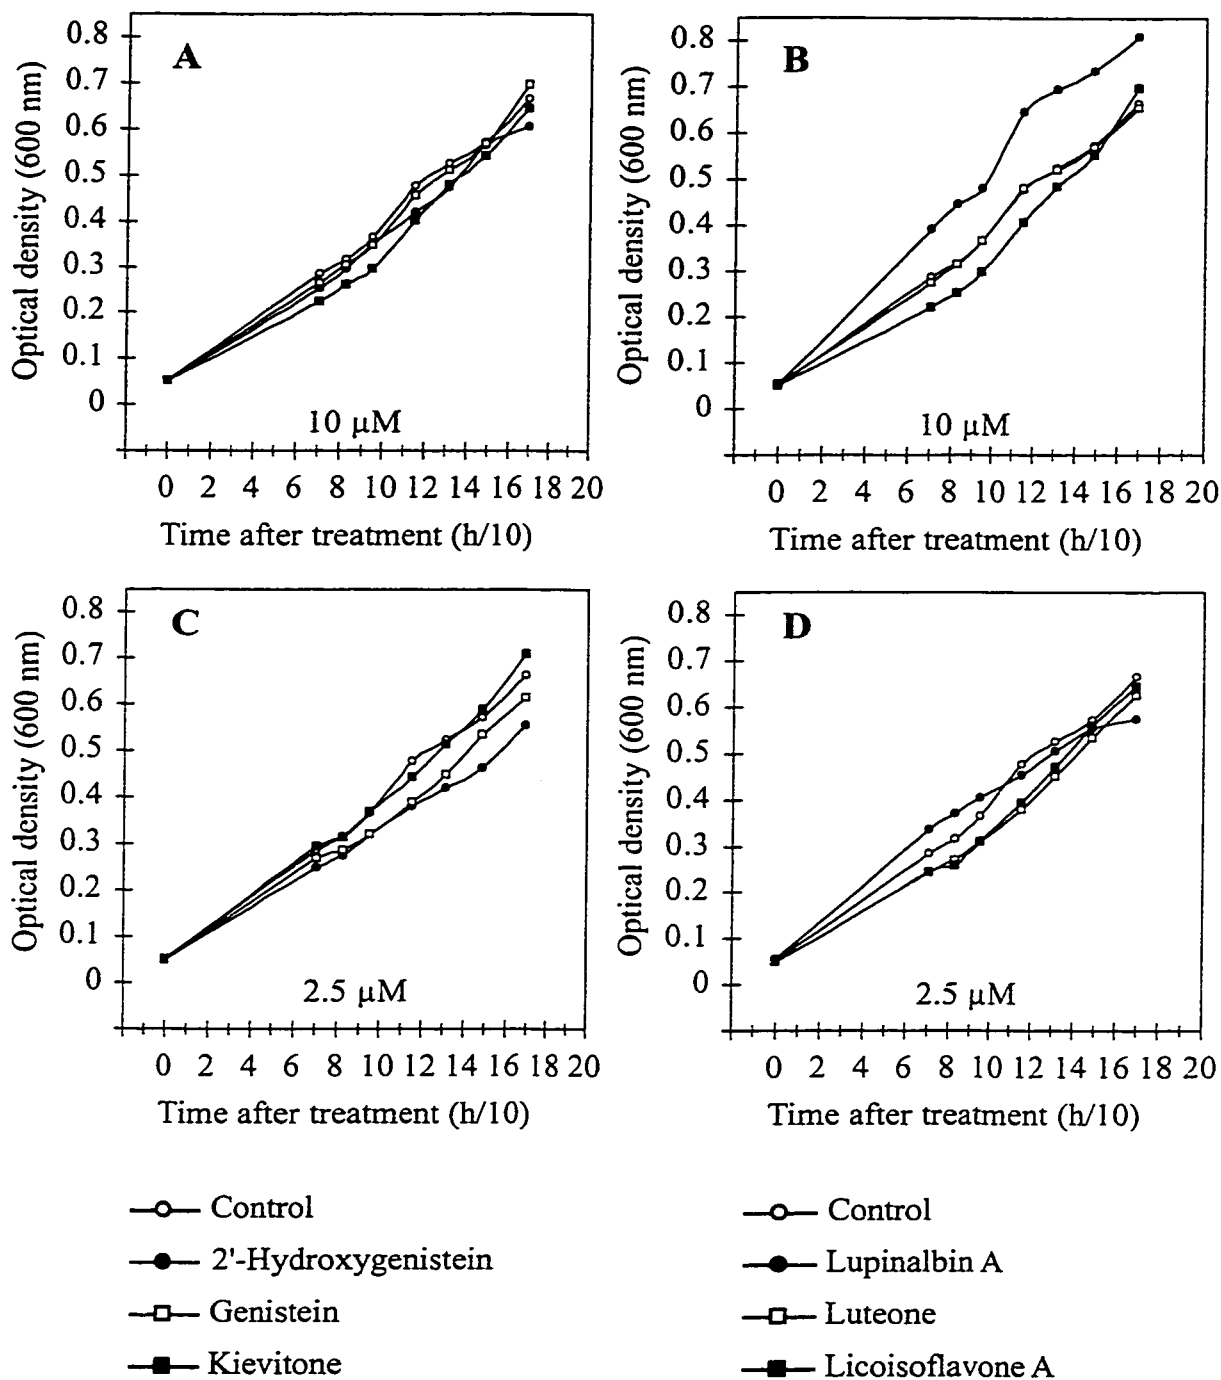 A
Optical density (600 nm)
0.8
0.7
0.6
0.5
0.4
0.3
0.2
0.1
0
10 µM
0 2 4 6 8 10 12 14 16 18 20
Time after treatment (h/10)
B
Optical density (600 nm)
0.8
0.7
0.6
0.5
0.4
0.3
0.2
0.1
0
10 µM
0 2 4 6 8 10 12 14 16 18 20
Time after treatment (h/10)
C
Optical density (600 nm)
0.8
0.7
0.6
0.5
0.4
0.3
0.2
0.1
0
2.5 µM
0 2 4 6 8 10 12 14 16 18 20
Time after treatment (h/10)
D
Optical density (600 nm)
0.8
0.7
0.6
0.5
0.4
0.3
0.2
0.1
0
2.5 µM
0 2 4 6 8 10 12 14 16 18 20
Time after treatment (h/10)
Control
2'-Hydroxygenistein
Genistein
Kievitone
Control
Lupinalbin A
Luteone
Licoisoflavone A